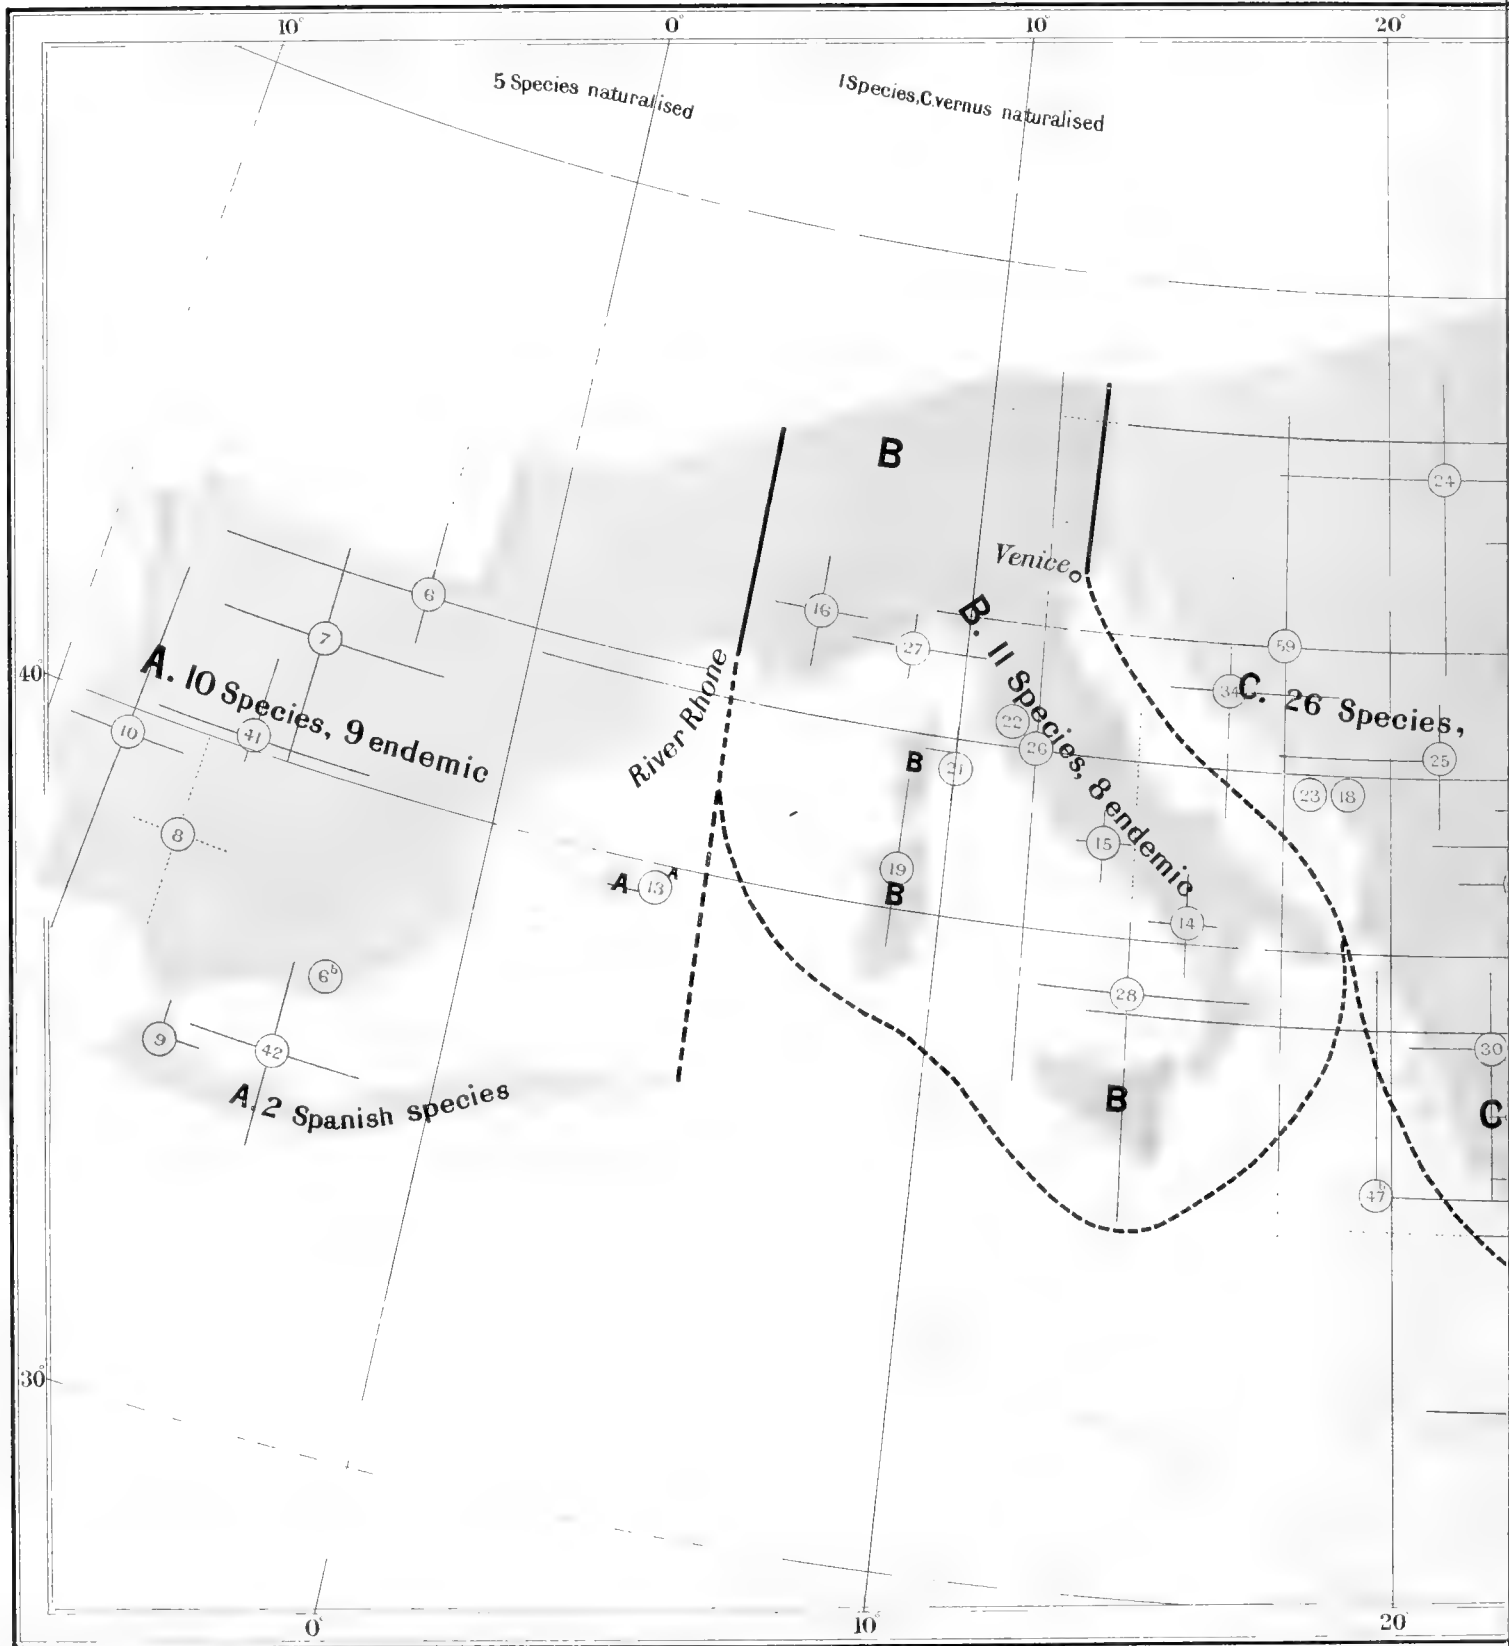 10°
0°
10°
20°
5 Species naturalised
1 Species, C. vernus naturalised
B
24
Venice
6
16
7
27
59
40°
A. 10 Species, 9 endemic
River Rhone
B. 11 Species, 8 endemic
34
C. 26 Species,
10
41
22
26
B
21
25
23
18
8
15
19
A
13
A
B
14
6b
28
9
42
30
A. 2 Spanish species
B
C
47
30°
0°
10°
20°